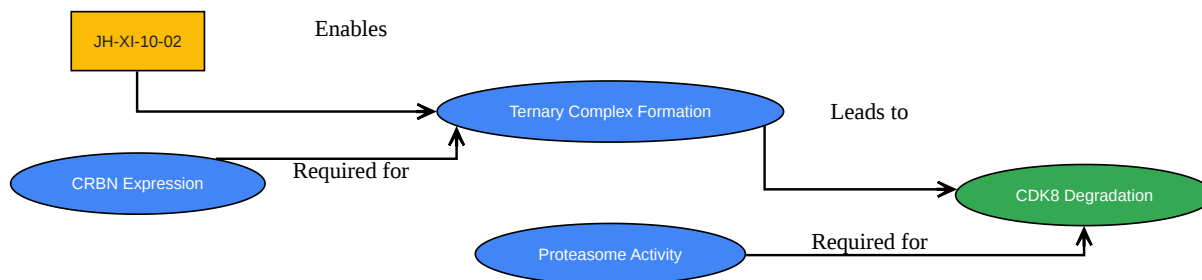 Enables
JH-XI-10-02
Ternary Complex Formation
Leads to
Required for
CRBN Expression
CDK8 Degradation
Required for
Proteasome Activity